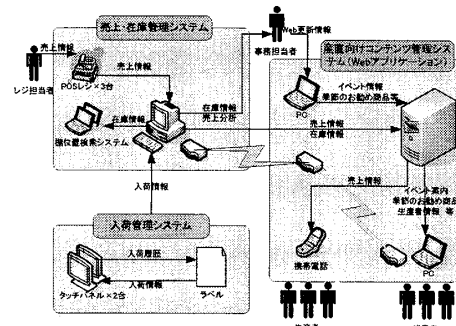 売上・在庫管理システム
Web更新情報
事務担当者
売上情報
レジ担当者
POSレジ×3台
売上情報
産直向けコンテンツ管理シス
テム(Webアプリケーション)
イベント情報
季節のお勧め商品等
PC
在庫情報
売上分析
在庫情報
棚位置検索システム
売上情報
在庫情報
入荷情報
売上情報
イベント案内
季節のお勧め商品
生産者情報 等
入荷管理システム
入荷履歴
入荷情報
タッチパネル×2台
ラベル
携帯電話
PC